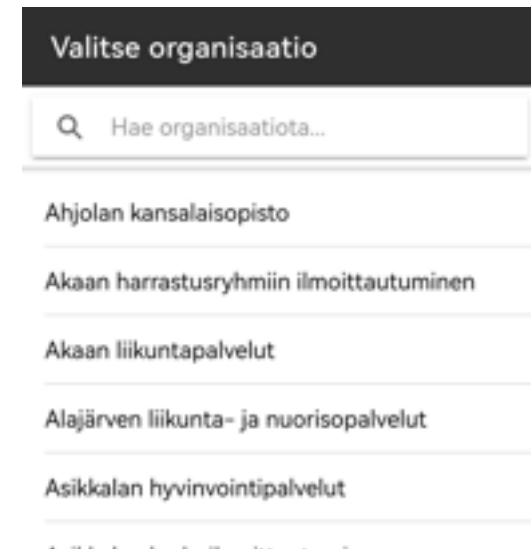 Valitse organisaatio
Hae organisaatiota...
Ahjolan kansalaisopisto
Akaan harrastusryhmiin ilmoittautuminen
Akaan liikuntapalvelut
Alajärven liikunta- ja nuorisopalvelut
Asikkalan hyvinvointipalvelut